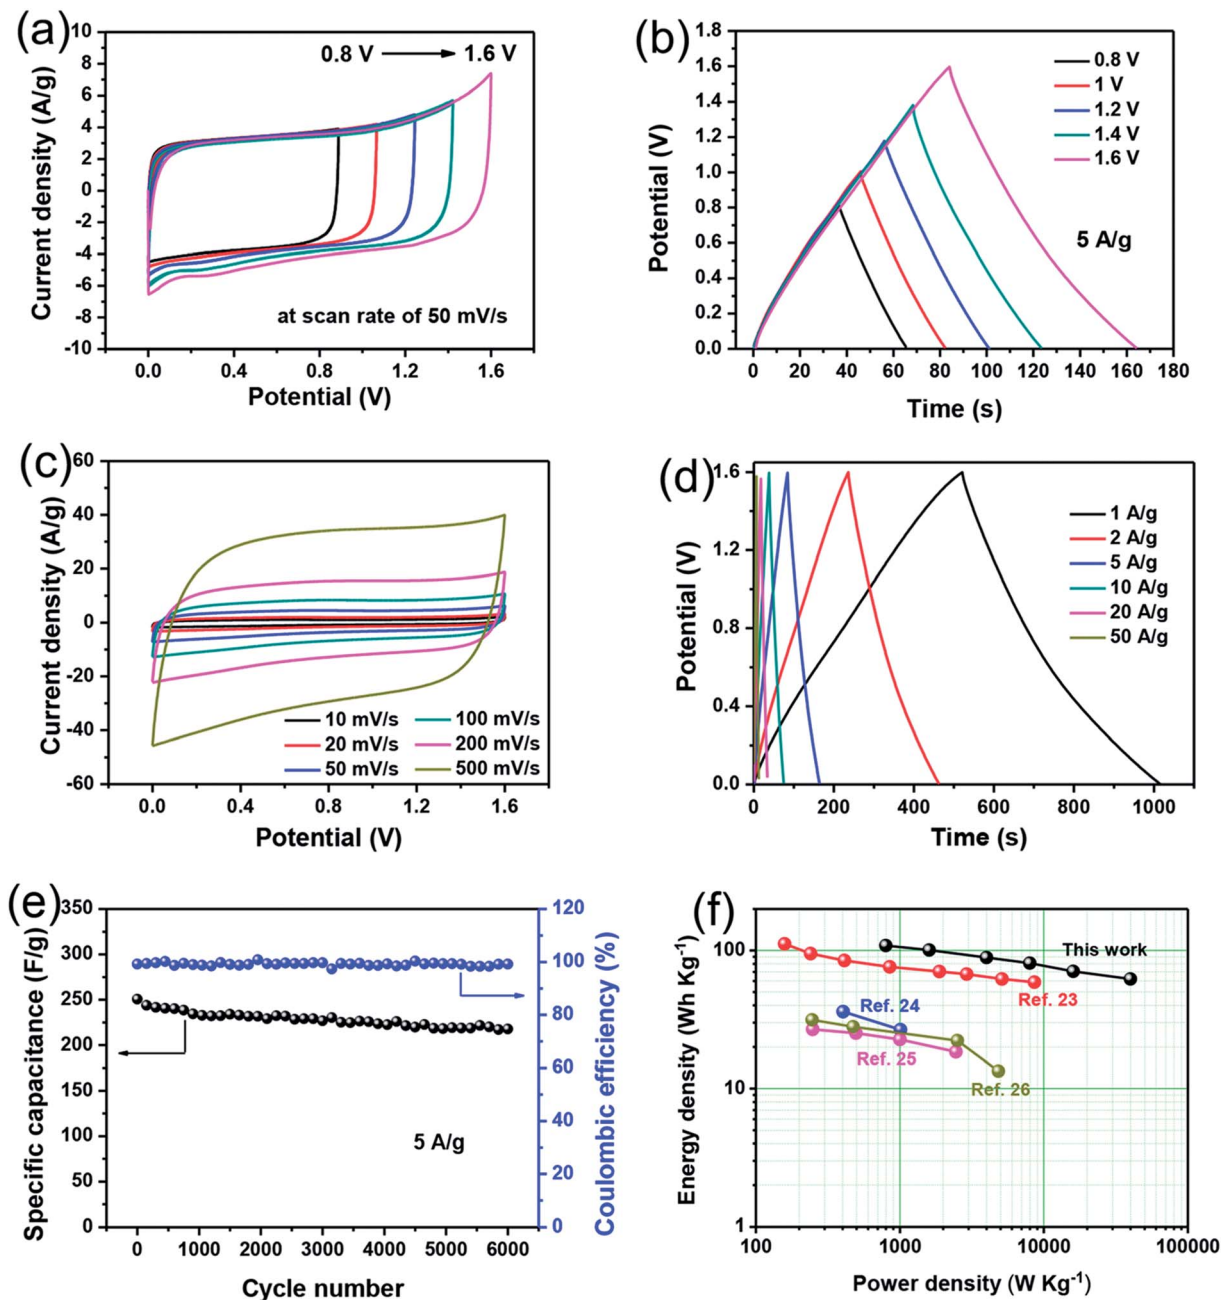 (a)
10
8
6
4
2
0
-2
-4
-6
-8
-10
Current density (A/g)
0.8 V → 1.6 V
at scan rate of 50 mV/s
0.0 0.4 0.8 1.2 1.6
Potential (V)
(b)
1.8
1.6
1.4
1.2
1.0
0.8
0.6
0.4
0.2
0.0
Potential (V)
0.8 V
1 V
1.2 V
1.4 V
1.6 V
5 A/g
0 20 40 60 80 100 120 140 160 180
Time (s)
(c)
60
40
20
0
-20
-40
-60
Current density (A/g)
10 mV/s 100 mV/s
20 mV/s 200 mV/s
50 mV/s 500 mV/s
0.0 0.4 0.8 1.2 1.6
Potential (V)
(d)
1.6
1.2
0.8
0.4
0.0
Potential (V)
1 A/g
2 A/g
5 A/g
10 A/g
20 A/g
50 A/g
0 200 400 600 800 1000
Time (s)
(e)
350
300
250
200
150
100
50
0
Specific capacitance (F/g)
5 A/g
120
100
80
60
40
20
0
Coulombic efficiency (%)
0 1000 2000 3000 4000 5000 6000
Cycle number
(f)
100
10
1
Energy density (Wh Kg⁻¹)
This work
Ref. 23
Ref. 24
Ref. 25
Ref. 26
100 1000 10000 100000
Power density (W Kg⁻¹)